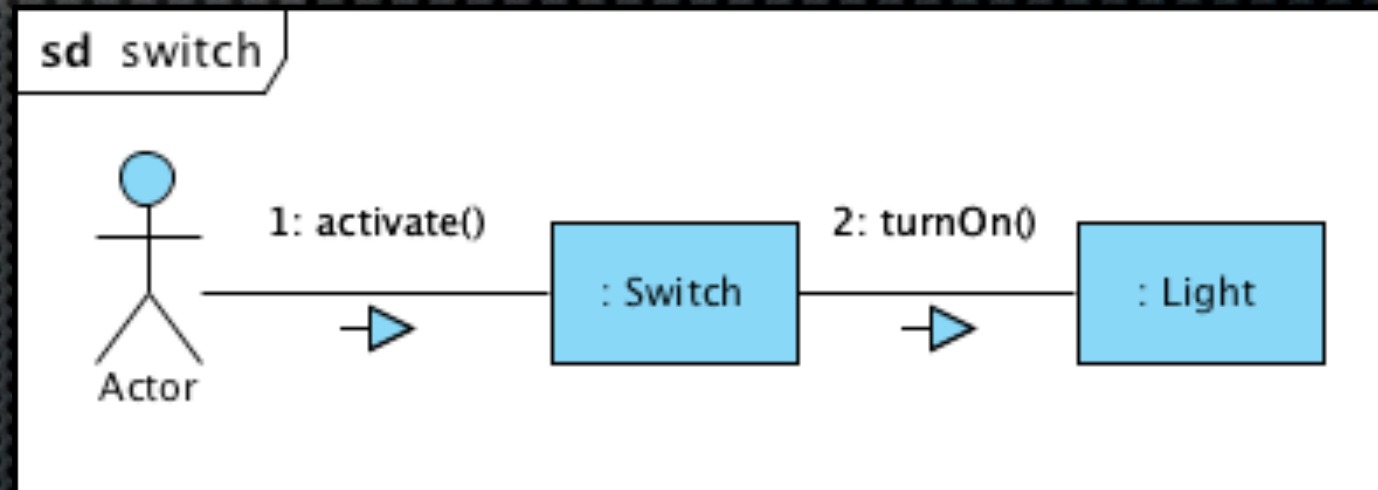 sd switch
1: activate()
2: turnOn()
: Switch
: Light
Actor